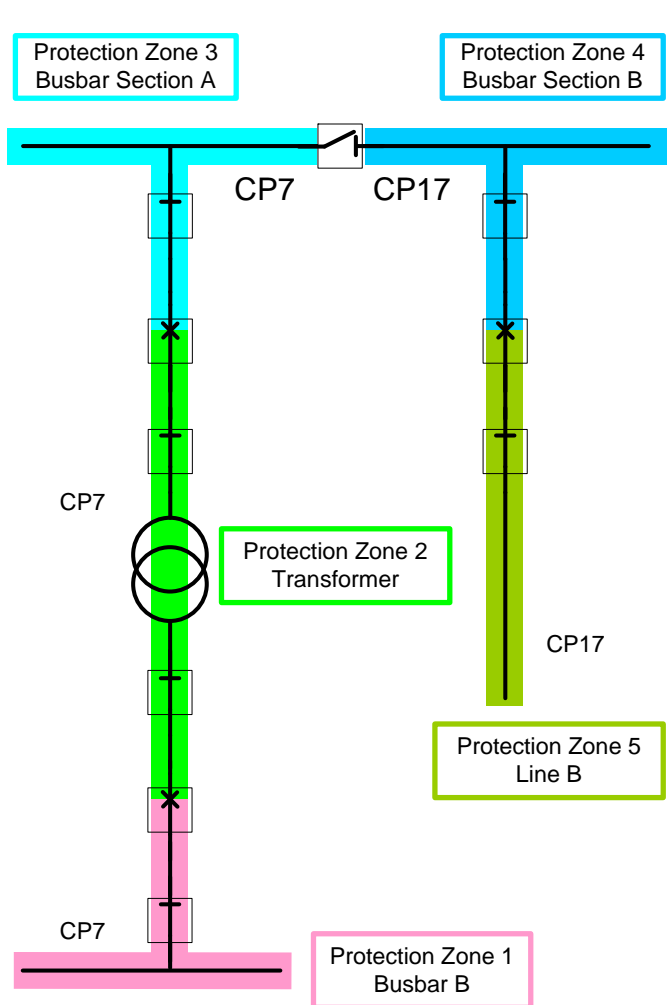 Protection Zone 3
Busbar Section A
Protection Zone 4
Busbar Section B
CP7
CP17
CP7
Protection Zone 2
Transformer
CP17
Protection Zone 5
Line B
CP7
Protection Zone 1
Busbar B